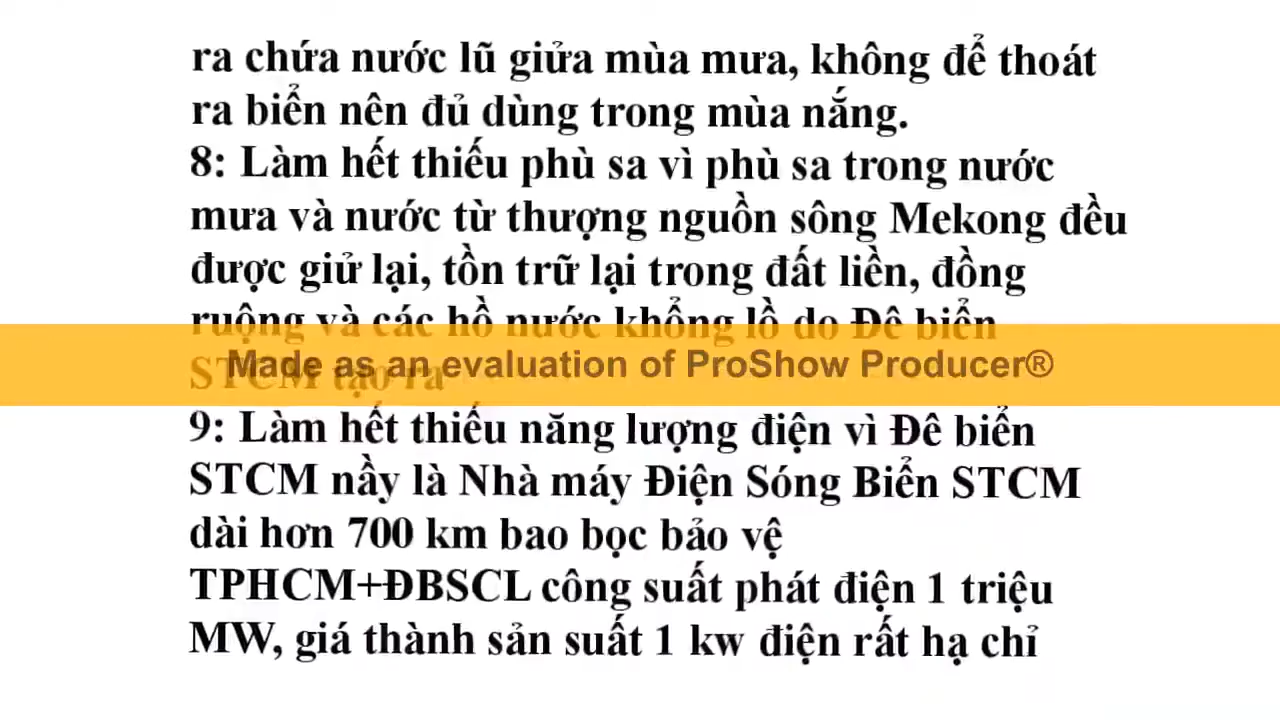 ra chứa nước lũ giửa mùa mưa, không để thoát
ra biển nên đủ dùng trong mùa nắng.
8: Làm hết thiếu phù sa vì phù sa trong nước
mưa và nước từ thượng nguồn sông Mekong đều
được giử lại, tồn trữ lại trong đất liền, đồng
ruộng và các hồ nước khổng lồ do Đê biển
STCM tạo ra
Made as an evaluation of ProShow Producer®
9: Làm hết thiếu năng lượng điện vì Đê biển
STCM nầy là Nhà máy Điện Sóng Biển STCM
dài hơn 700 km bao bọc bảo vệ
TPHCM+ĐBSCL công suất phát điện 1 triệu
MW, giá thành sản suất 1 kw điện rất hạ chỉ